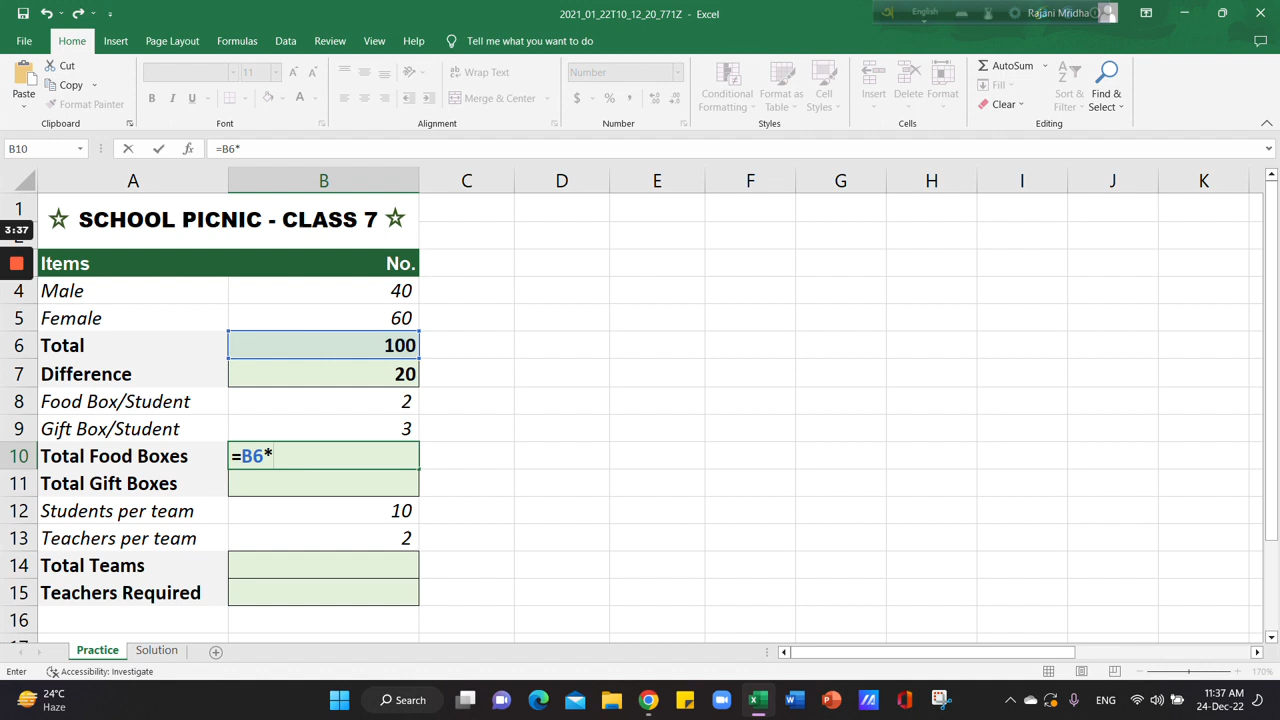 2021_01_22T10_12_20_771Z - Excel
English
Rajani Mridha
File Home Insert Page Layout Formulas Data Review View Help Tell me what you want to do
Paste
Cut
Copy
Format Painter
Clipboard
11
B I U
A
Font
Wrap Text
Merge & Center
Alignment
Number
$ % ,
Number
Conditional Formatting
Format as Table
Cell Styles
Styles
Insert
Delete
Format
Cells
AutoSum
Fill
Clear
Sort & Filter
Find & Select
Editing
B10 fx =B6*
A B C D E F G H I J K
1 ☆ SCHOOL PICNIC - CLASS 7 ☆
3:37
Items No.
4 Male 40
5 Female 60
6 Total 100
7 Difference 20
8 Food Box/Student 2
9 Gift Box/Student 3
10 Total Food Boxes =B6*
11 Total Gift Boxes
12 Students per team 10
13 Teachers per team 2
14 Total Teams
15 Teachers Required
16
Practice Solution
Enter Accessibility: Investigate 170%
24°C
Haze
Search
ENG
11:37 AM
24-Dec-22